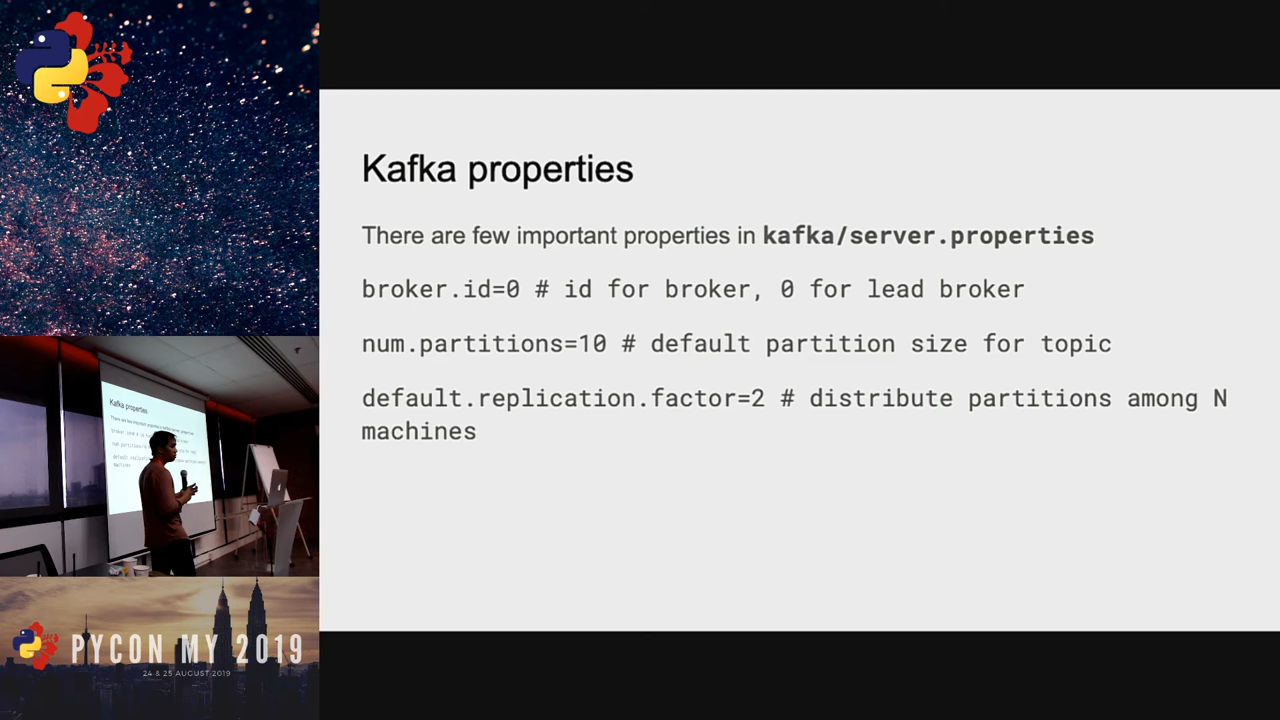 Kafka properties
There are few important properties in kafka/server.properties
broker.id=0 # id for broker, 0 for lead broker
num.partitions=10 # default partition size for topic
default.replication.factor=2 # distribute partitions among N
machines
Kafka properties
PYCON MY 2019
24 & 25 AUGUST 2019